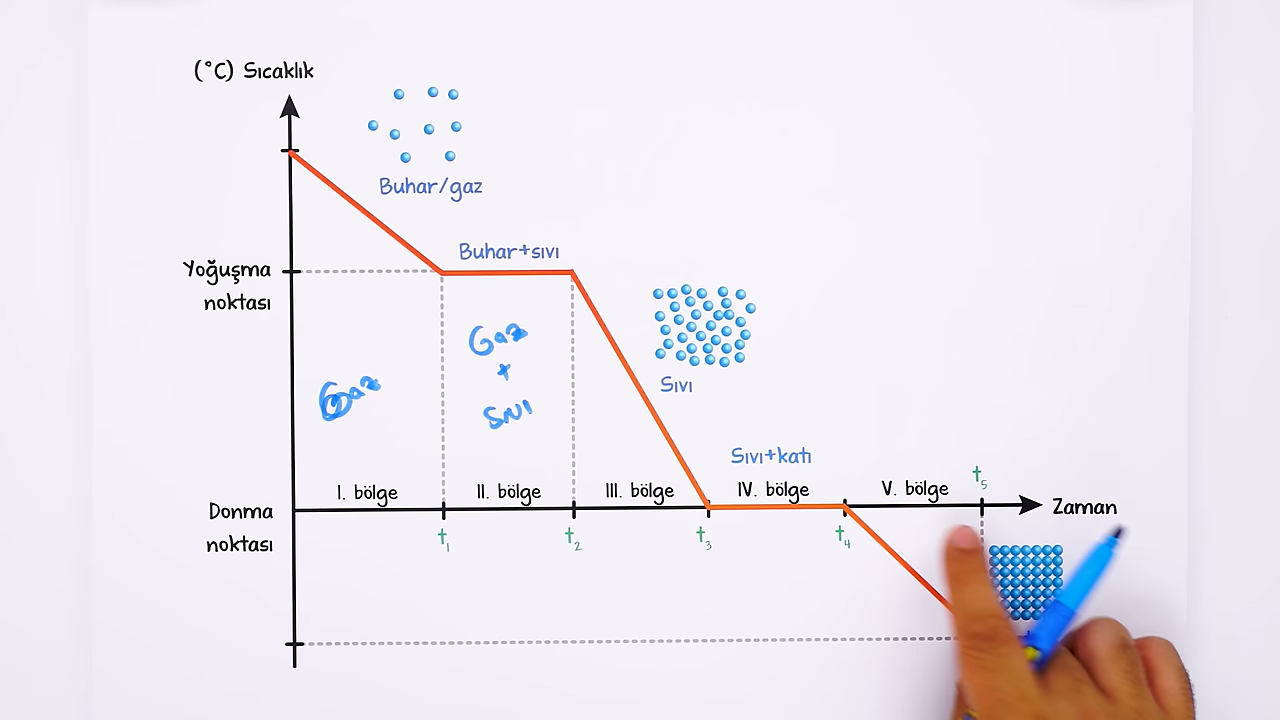 (°C) Sıcaklık
Buhar/gaz
Buhar+sıvı
Yoğuşma
noktası
Gaz
Gaz
+
Sıvı
Sıvı
Sıvı+katı
I. bölge
II. bölge
III. bölge
IV. bölge
V. bölge
t₅
Donma
noktası
Zaman
t₁
t₂
t₃
t₄